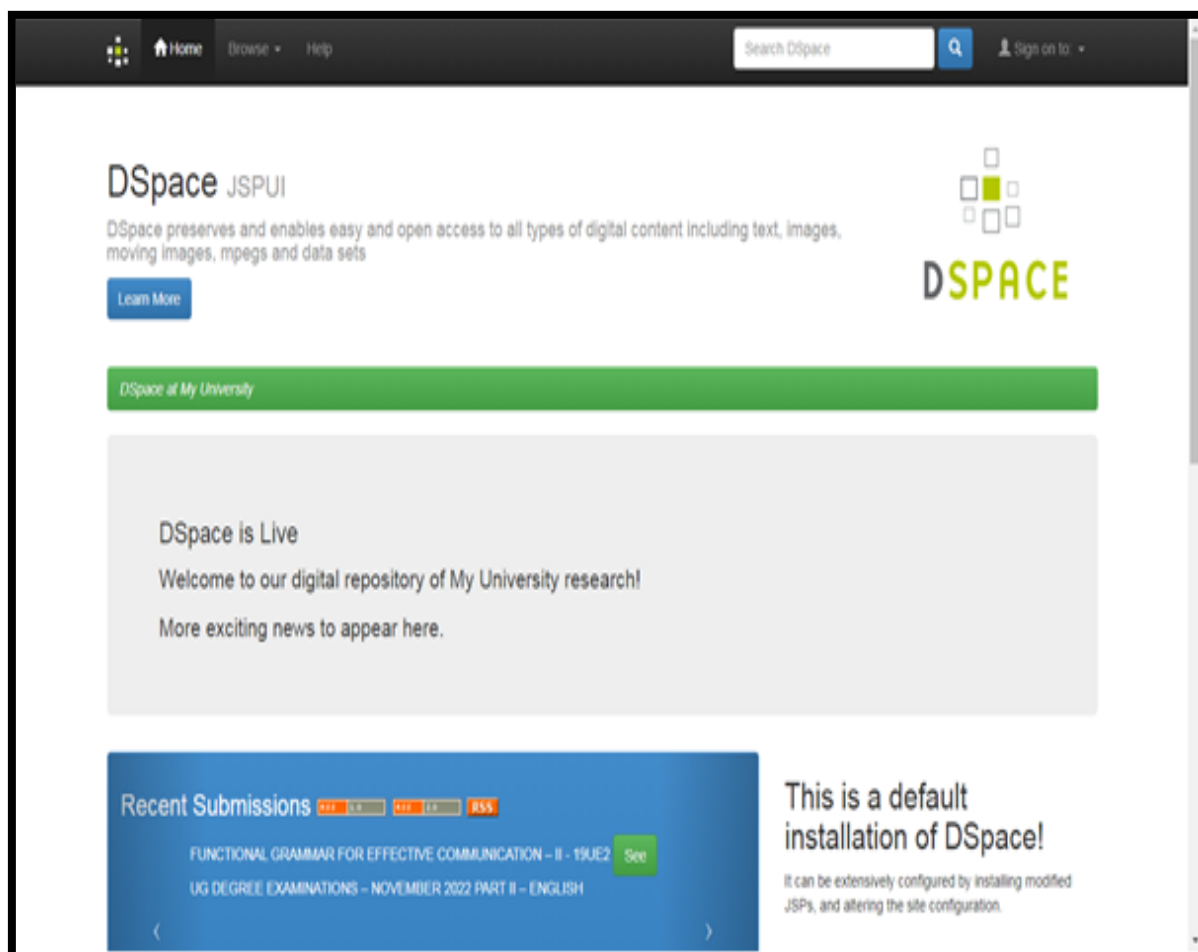 Home Browse Help Search DSpace Sign on to:
DSpace JSPUI
DSpace preserves and enables easy and open access to all types of digital content including text, images,
moving images, mpegs and data sets
Learn More
DSPACE
DSpace at My University
DSpace is Live
Welcome to our digital repository of My University research!
More exciting news to appear here.
Recent Submissions RSS
FUNCTIONAL GRAMMAR FOR EFFECTIVE COMMUNICATION – II - 19UE2 See
UG DEGREE EXAMINATIONS – NOVEMBER 2022 PART II – ENGLISH
This is a default
installation of DSpace!
It can be extensively configured by installing modified
JSPs, and altering the site configuration.